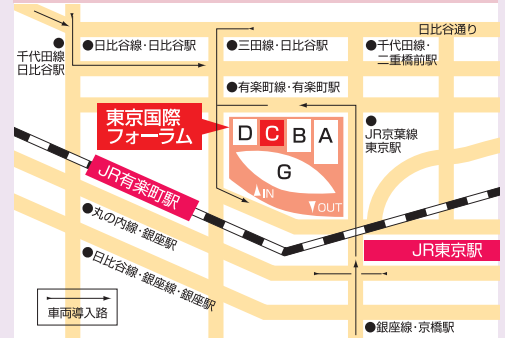 日比谷通り
千代田線
日比谷駅
日比谷線・日比谷駅
三田線・日比谷駅
千代田線・
二重橋前駅
有楽町線・有楽町駅
東京国際
フォーラム
D
C
B
A
G
IN
OUT
JR京葉線
東京駅
JR有楽町駅
丸の内線・銀座駅
日比谷線・銀座線・銀座駅
JR東京駅
車両導入路
銀座線・京橋駅